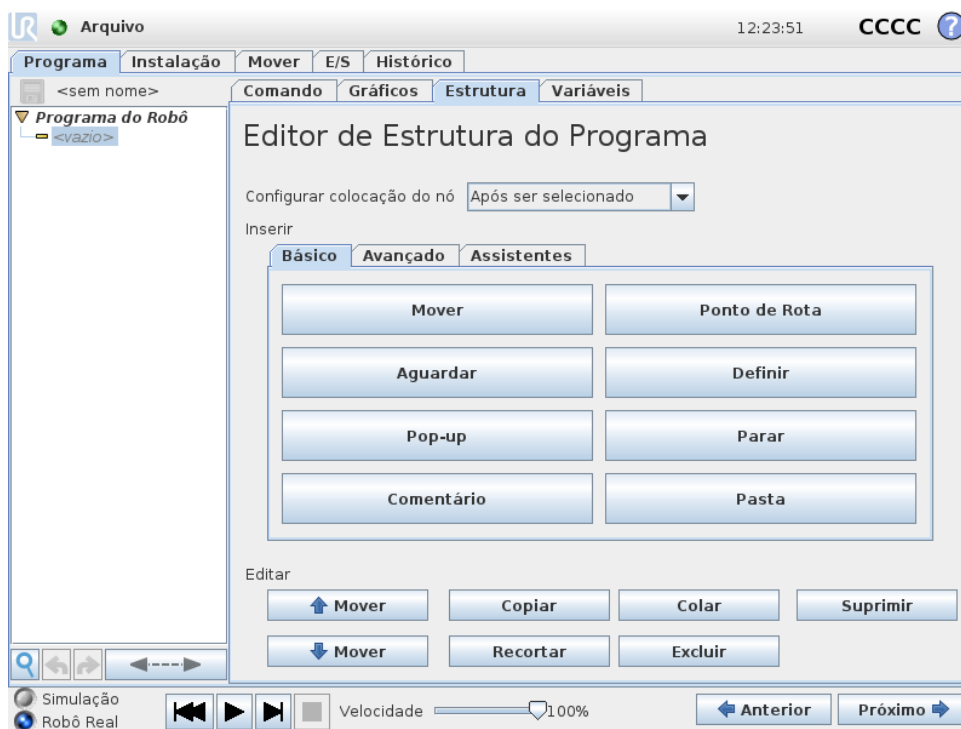 UR Arquivo 12:23:51 CCCC ?
Programa Instalação Mover E/S Histórico
<sem nome> Comando Gráficos Estrutura Variáveis
Programa do Robô
<vazio>
Editor de Estrutura do Programa
Configurar colocação do nó Após ser selecionado
Inserir
Básico Avançado Assistentes
Mover Ponto de Rota
Aguardar Definir
Pop-up Parar
Comentário Pasta
Editar
Mover Copiar Colar Suprimir
Mover Recortar Excluir
Simulação
Robô Real
Velocidade 100% Anterior Próximo